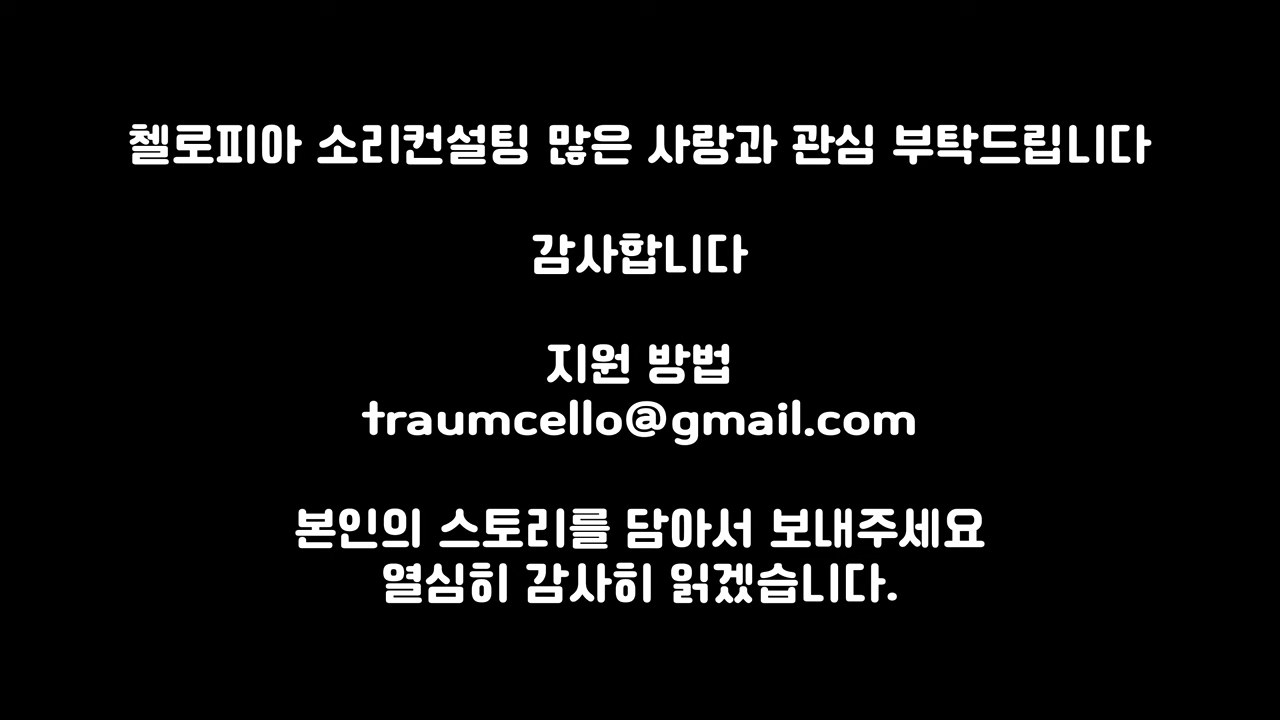 첼로피아 소리컨설팅 많은 사랑과 관심 부탁드립니다
감사합니다
지원 방법
traumcello@gmail.com
본인의 스토리를 담아서 보내주세요
열심히 감사히 읽겠습니다.